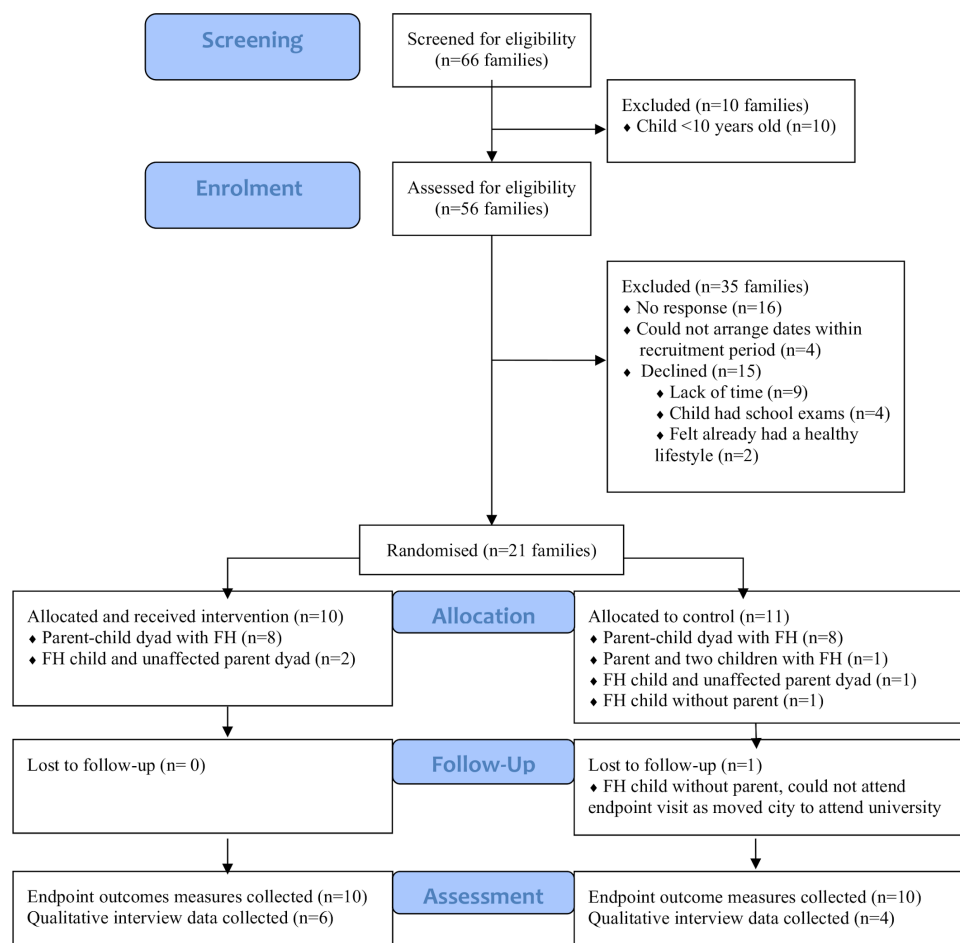 Screening
Screened for eligibility
(n=66 families)
Excluded (n=10 families)
♦ Child <10 years old (n=10)
Enrolment
Assessed for eligibility
(n=56 families)
Excluded (n=35 families)
♦ No response (n=16)
♦ Could not arrange dates within
recruitment period (n=4)
♦ Declined (n=15)
♦ Lack of time (n=9)
♦ Child had school exams (n=4)
♦ Felt already had a healthy
lifestyle (n=2)
Randomised (n=21 families)
Allocated and received intervention (n=10)
♦ Parent-child dyad with FH (n=8)
♦ FH child and unaffected parent dyad (n=2)
Allocation
Allocated to control (n=11)
♦ Parent-child dyad with FH (n=8)
♦ Parent and two children with FH (n=1)
♦ FH child and unaffected parent dyad (n=1)
♦ FH child without parent (n=1)
Lost to follow-up (n= 0)
Follow-Up
Lost to follow-up (n=1)
♦ FH child without parent, could not attend
endpoint visit as moved city to attend university
Endpoint outcomes measures collected (n=10)
Qualitative interview data collected (n=6)
Assessment
Endpoint outcome measures collected (n=10)
Qualitative interview data collected (n=4)